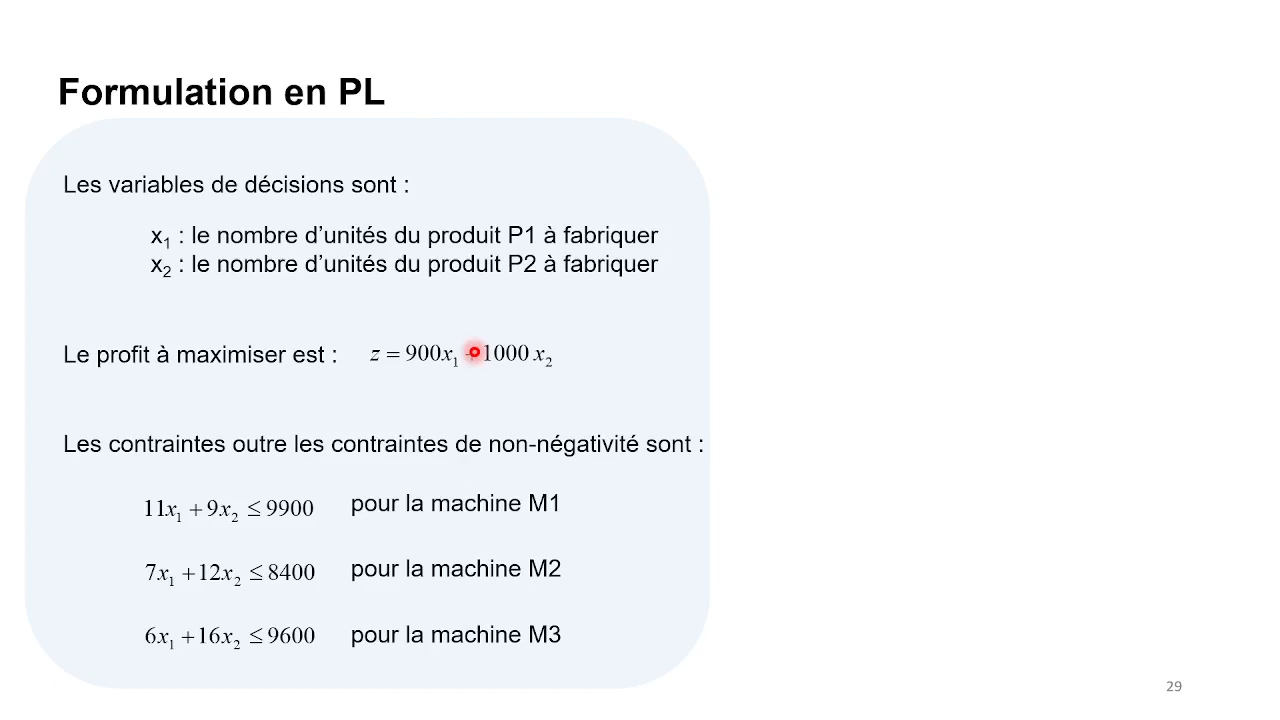 Formulation en PL
Les variables de décisions sont :
x₁ : le nombre d’unités du produit P1 à fabriquer
x₂ : le nombre d’unités du produit P2 à fabriquer
Le profit à maximiser est : z = 900x₁ + 1000 x₂
Les contraintes outre les contraintes de non-négativité sont :
11x₁ + 9x₂ ≤ 9900 pour la machine M1
7x₁ + 12x₂ ≤ 8400 pour la machine M2
6x₁ + 16x₂ ≤ 9600 pour la machine M3
29